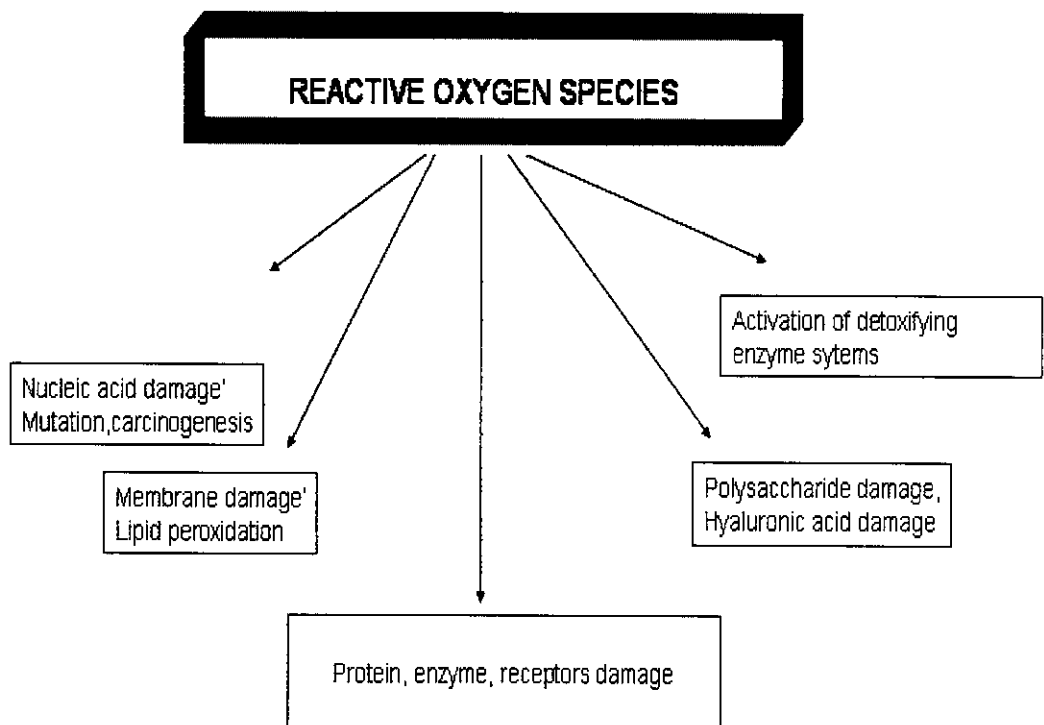 REACTIVE OXYGEN SPECIES
Activation of detoxifying
enzyme sytems
Nucleic acid damage'
Mutation,carcinogenesis
Membrane damage'
Lipid peroxidation
Polysaccharide damage,
Hyaluronic acid damage
Protein, enzyme, receptors damage